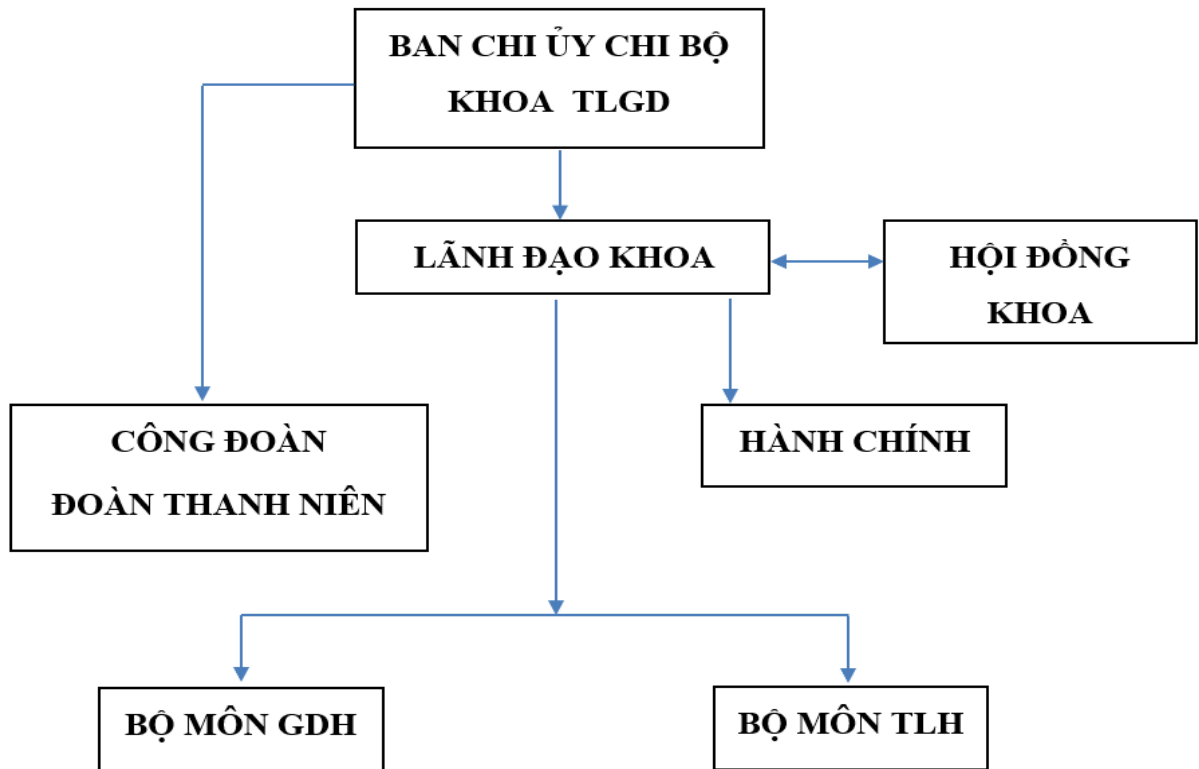 BAN CHI ỦY CHI BỘ
KHOA TLGD
LÃNH ĐẠO KHOA
HỘI ĐỒNG
KHOA
CÔNG ĐOÀN
ĐOÀN THANH NIÊN
HÀNH CHÍNH
BỘ MÔN GDH
BỘ MÔN TLH